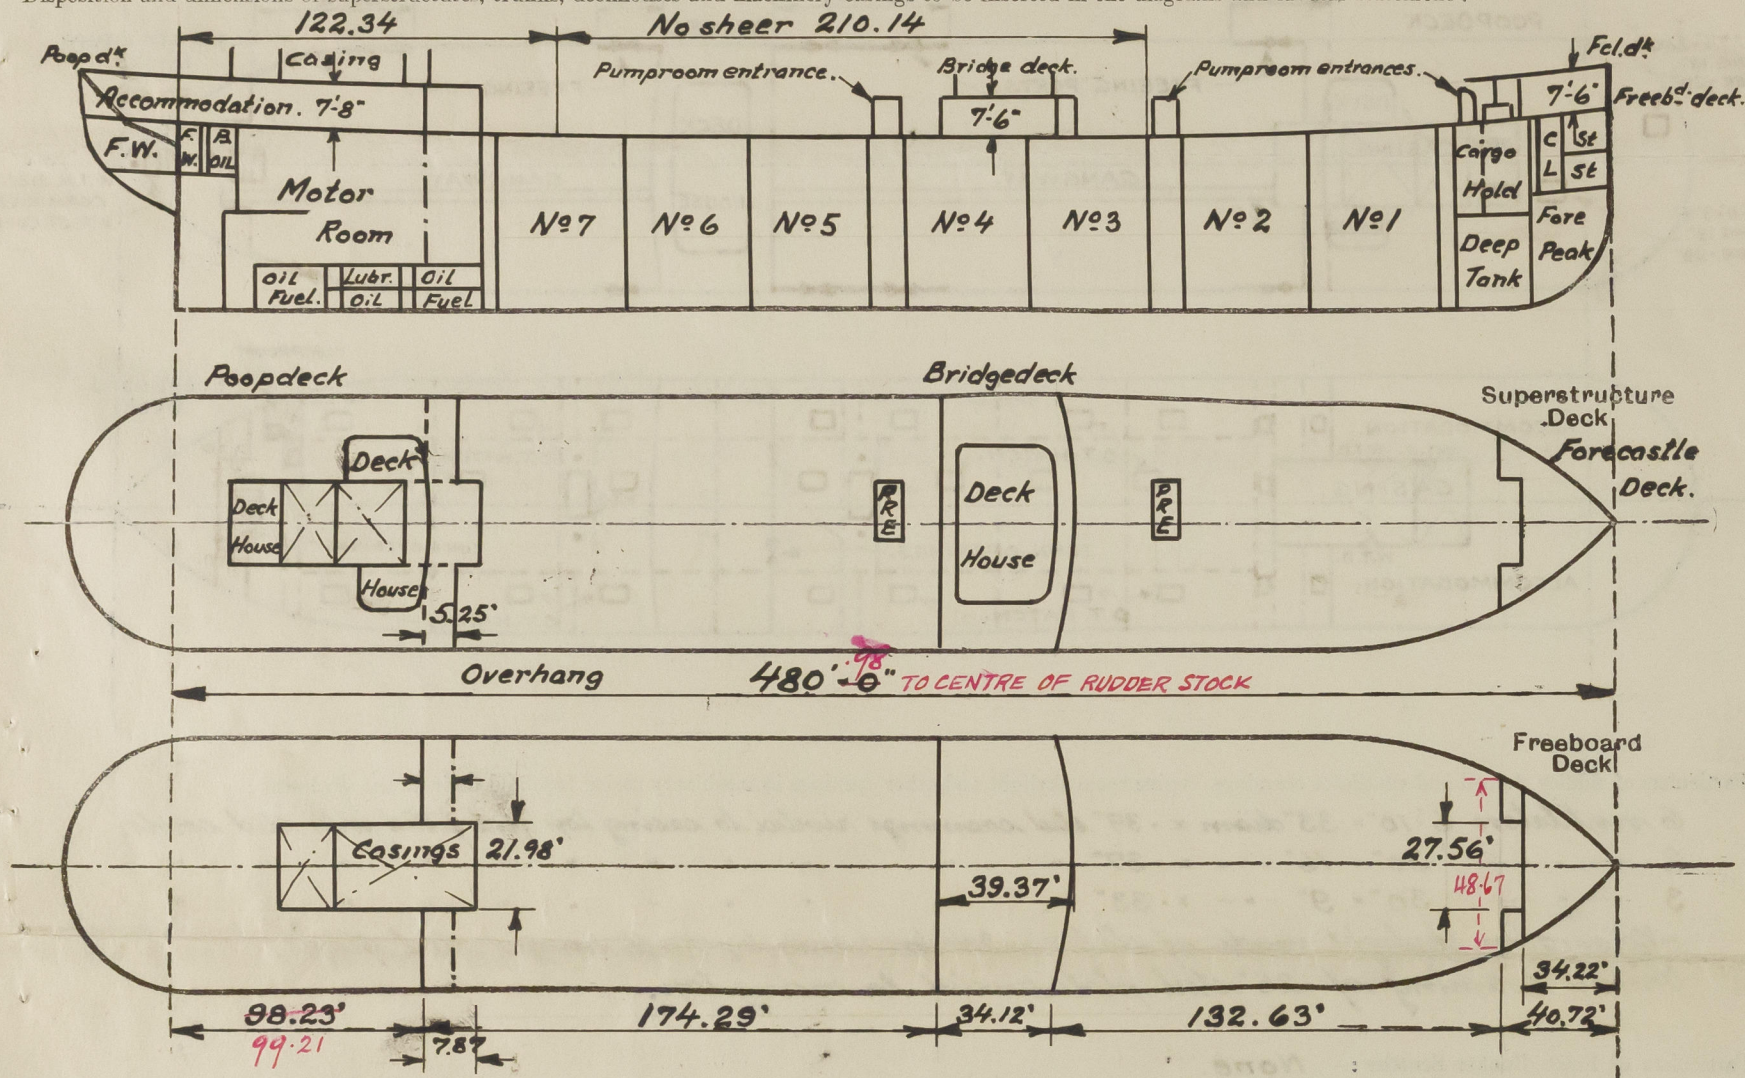 122.34
No sheer 210.14
Poop dk.
Casing
Pumproom entrance.
Bridge deck.
Pumproom entrances.
Fcl. dk
Accommodation. 7'-8"
7'-6"
7'-6"
Freebd. deck.
F.W.
F.
W.
OIL
C
L
St
St
Cargo
Hold
Motor
Room
No 7
No 6
No 5
No 4
No 3
No 2
No 1
Fore
Peak
Deep
Tank
Oil
Fuel.
Lubr.
Oil
Oil
Fuel
Poopdeck
Bridgedeck
Superstructure
Deck
Forecastle
Deck.
Deck
House
Deck
House
PRE
Deck
House
PRE
5.25'
Overhang
480'-0"
.98
TO CENTRE OF RUDDER STOCK
Freeboard
Deck
Casings
21.98'
39.37'
27.56'
48.67
34.22'
98.23'
174.29'
34.12'
132.63'
40.72'
99.21
7.87
: None.